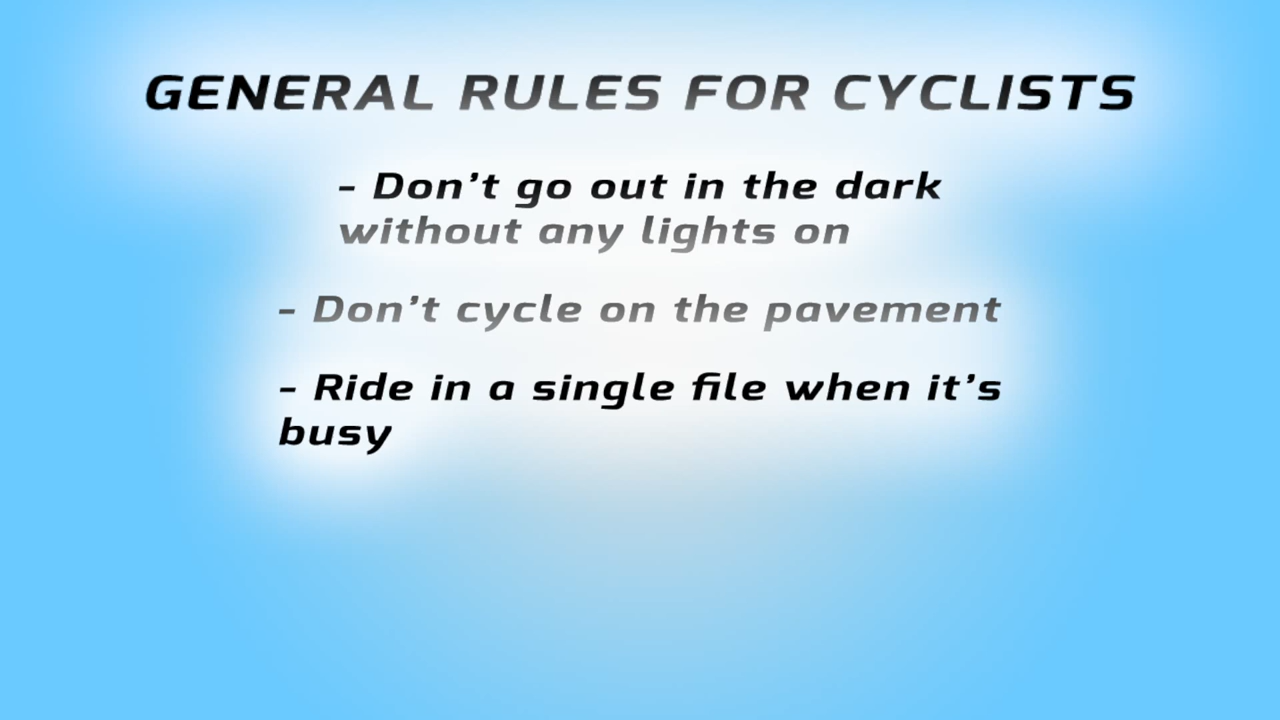 GENERAL RULES FOR CYCLISTS
- Don't go out in the dark
without any lights on
- Don't cycle on the pavement
- Ride in a single file when it's
busy